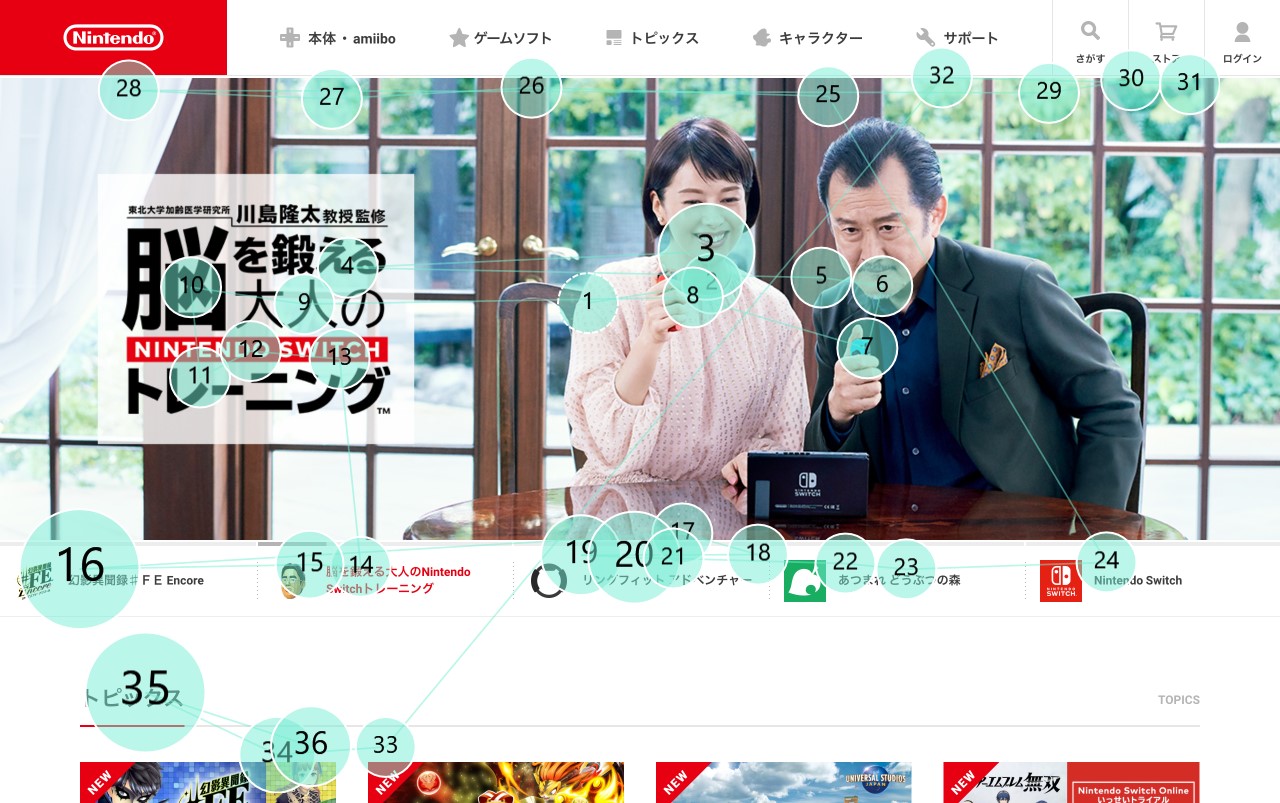 Nintendo
本体・amiibo
ゲームソフト
トピックス
キャラクター
サポート
さがす
ストア
ログイン
28
27
26
25
32
29
30
31
東北大学加齢医学研究所 川島隆太教授監修
脳を鍛える
大人の
NINTENDO SWITCH
トレーニング
TM
1
2
3
4
5
6
7
8
9
10
11
12
13
NINTENDO
SWITCH
14
15
16
17
18
19
20
21
22
23
24
幻影異聞録♯ＦＥ Encore
脳を鍛える大人のNintendo
Switchトレーニング
リングフィット アドベンチャー
あつまれ どうぶつの森
NINTENDO
SWITCH
Nintendo Switch
35
トピックス
TOPICS
34
36
33
NEW
幻影異聞録
NEW
NEW
UNIVERSAL STUDIOS
JAPAN
NEW
無双
Nintendo Switch Online
いっせいトライアル